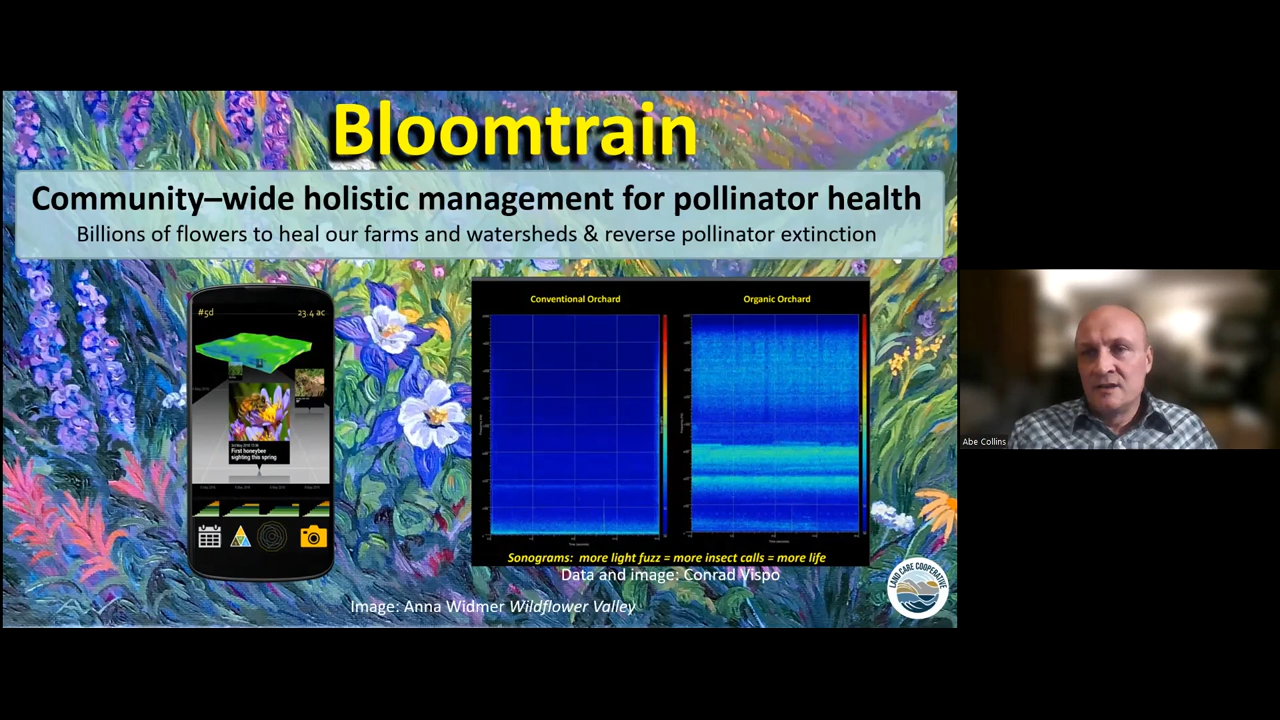 Bloomtrain
Community–wide holistic management for pollinator health
Billions of flowers to heal our farms and watersheds & reverse pollinator extinction
#5d
23.4 ac
First honeybee
sighting this spring
Conventional Orchard
Organic Orchard
Sonograms: more light fuzz = more insect calls = more life
Data and image: Conrad Vispo
Image: Anna Widmer Wildflower Valley
LAND CARE COOPERATIVE
Abe Collins